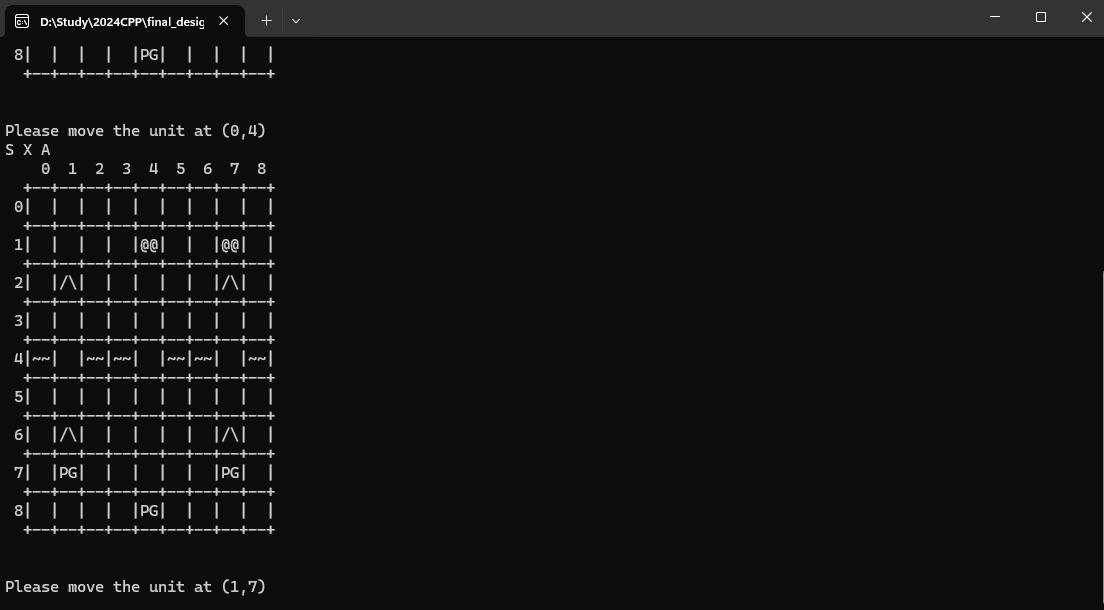 D:\Study\2024CPP\final_desig
 8|  |  |  |  |PG|  |  |  |  |
  +--+--+--+--+--+--+--+--+--+
Please move the unit at (0,4)
S X A
    0  1  2  3  4  5  6  7  8
  +--+--+--+--+--+--+--+--+--+
 0|  |  |  |  |  |  |  |  |  |
  +--+--+--+--+--+--+--+--+--+
 1|  |  |  |  |@@|  |  |@@|  |
  +--+--+--+--+--+--+--+--+--+
 2|  |/\|  |  |  |  |  |/\|  |
  +--+--+--+--+--+--+--+--+--+
 3|  |  |  |  |  |  |  |  |  |
  +--+--+--+--+--+--+--+--+--+
 4|~~|  |~~|~~|  |~~|~~|  |~~|
  +--+--+--+--+--+--+--+--+--+
 5|  |  |  |  |  |  |  |  |  |
  +--+--+--+--+--+--+--+--+--+
 6|  |/\|  |  |  |  |  |/\|  |
  +--+--+--+--+--+--+--+--+--+
 7|  |PG|  |  |  |  |  |PG|  |
  +--+--+--+--+--+--+--+--+--+
 8|  |  |  |  |PG|  |  |  |  |
  +--+--+--+--+--+--+--+--+--+
Please move the unit at (1,7)